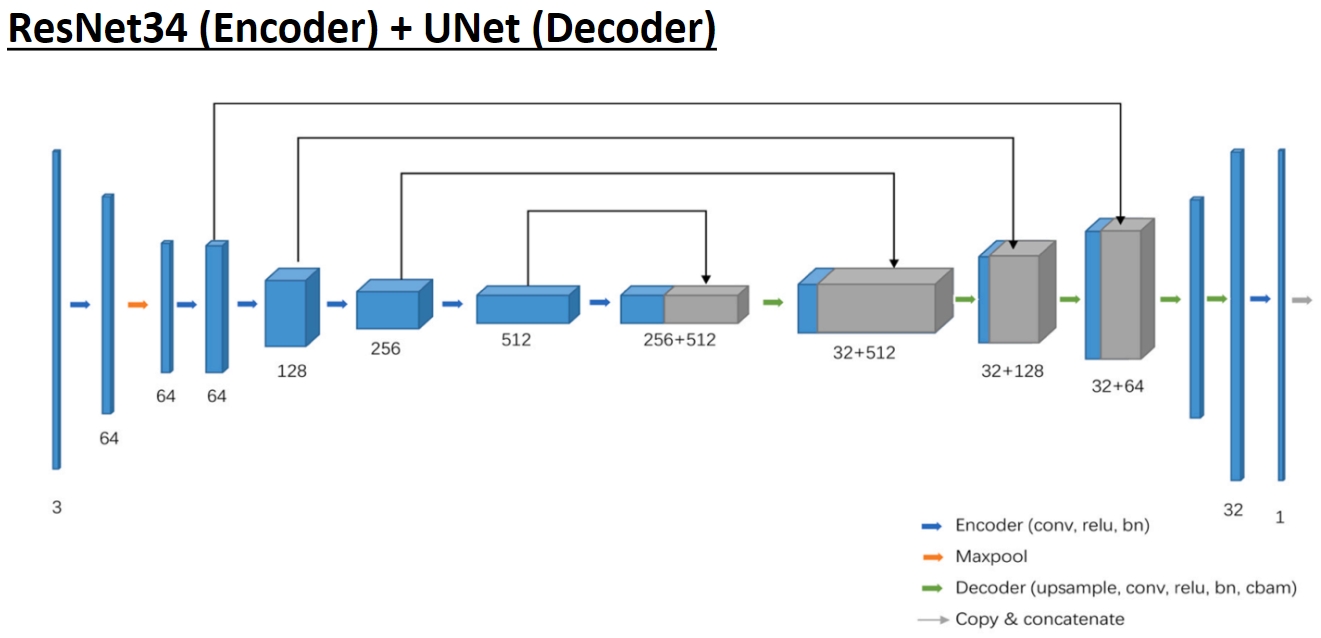 ResNet34 (Encoder) + UNet (Decoder)
3
64
64
64
128
256
512
256+512
32+512
32+128
32+64
32
1
Encoder (conv, relu, bn)
Maxpool
Decoder (upsample, conv, relu, bn, cbam)
Copy & concatenate